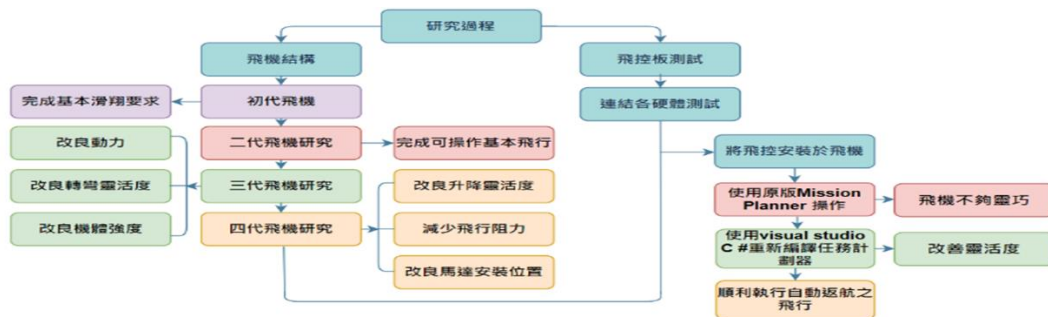 研究過程
飛機結構
飛控板測試
完成基本滑翔要求
初代飛機
連結各硬體測試
改良動力
二代飛機研究
完成可操作基本飛行
將飛控安裝於飛機
改良轉彎靈活度
三代飛機研究
改良升降靈活度
使用原版Mission
Planner 操作
飛機不夠靈巧
改良機體強度
四代飛機研究
減少飛行阻力
使用visual studio
C #重新編譯任務計
劃器
改善靈活度
改良馬達安裝位置
順利執行自動返航之
飛行